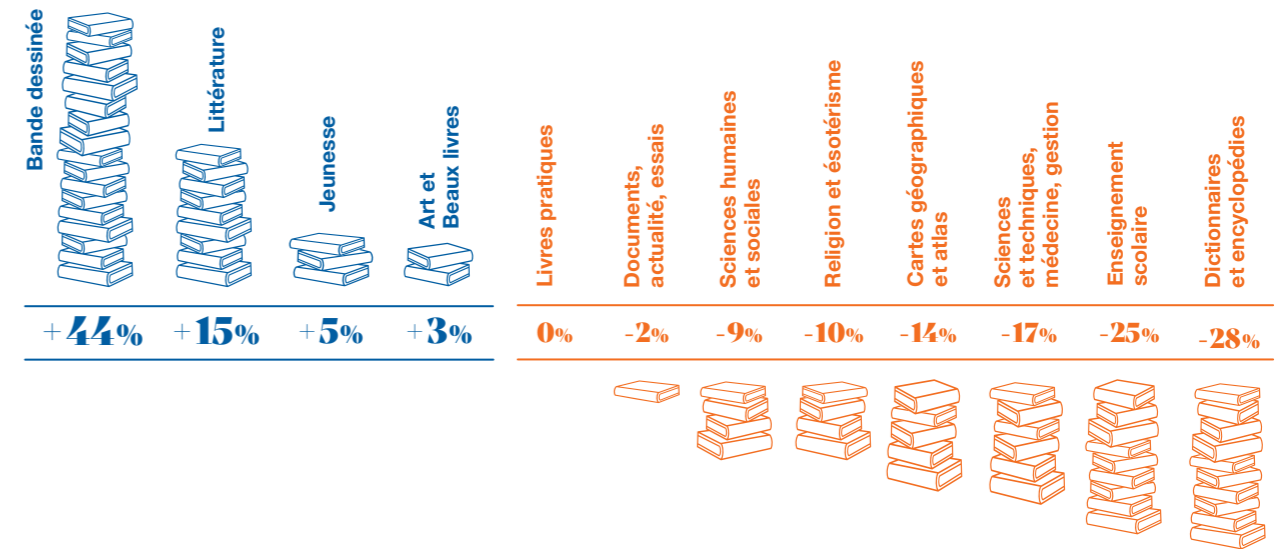 Bande dessinée
Littérature
Jeunesse
Art et
Beaux livres
Livres pratiques
Documents,
actualité, essais
Sciences humaines
et sociales
Religion et ésotérisme
Cartes géographiques
et atlas
Sciences
et techniques,
médecine, gestion
Enseignement
scolaire
Dictionnaires
et encyclopédies
+44% +15% +5% +3% 0% -2% -9% -10% -14% -17% -25% -28%